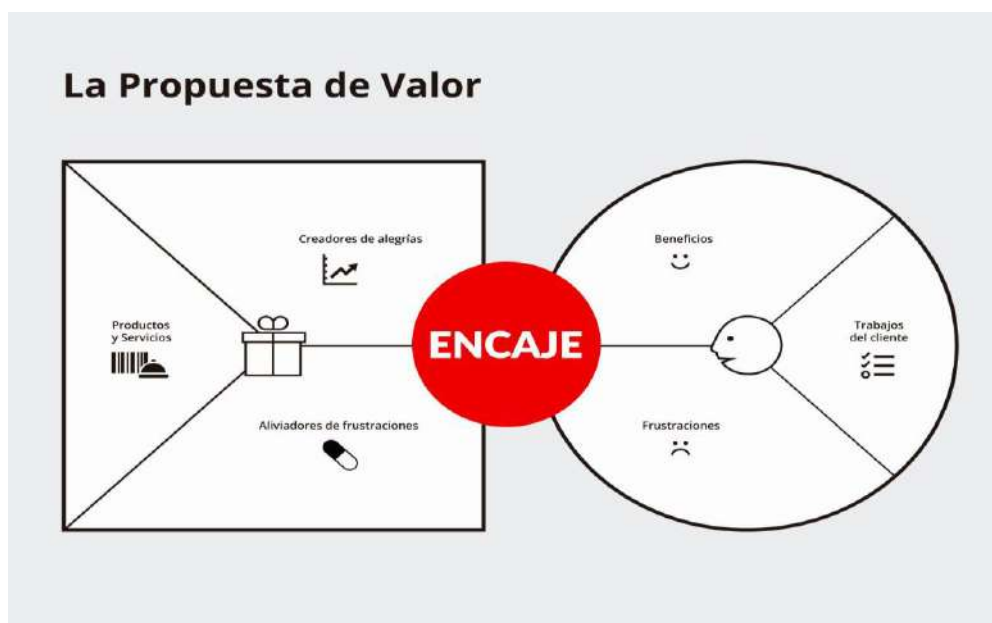 La Propuesta de Valor
Creadores de alegrías
Productos
y Servicios
Aliviadores de frustraciones
ENCAJE
Beneficios
Trabajos
del cliente
Frustraciones